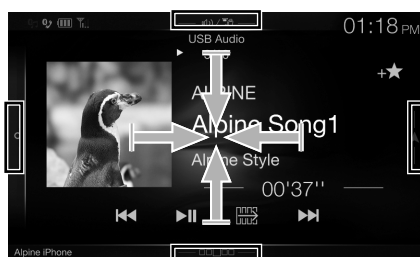 01:18 PM
USB Audio
ALPINE
Alpine Song1
Alpine Style
00'37''
Alpine iPhone